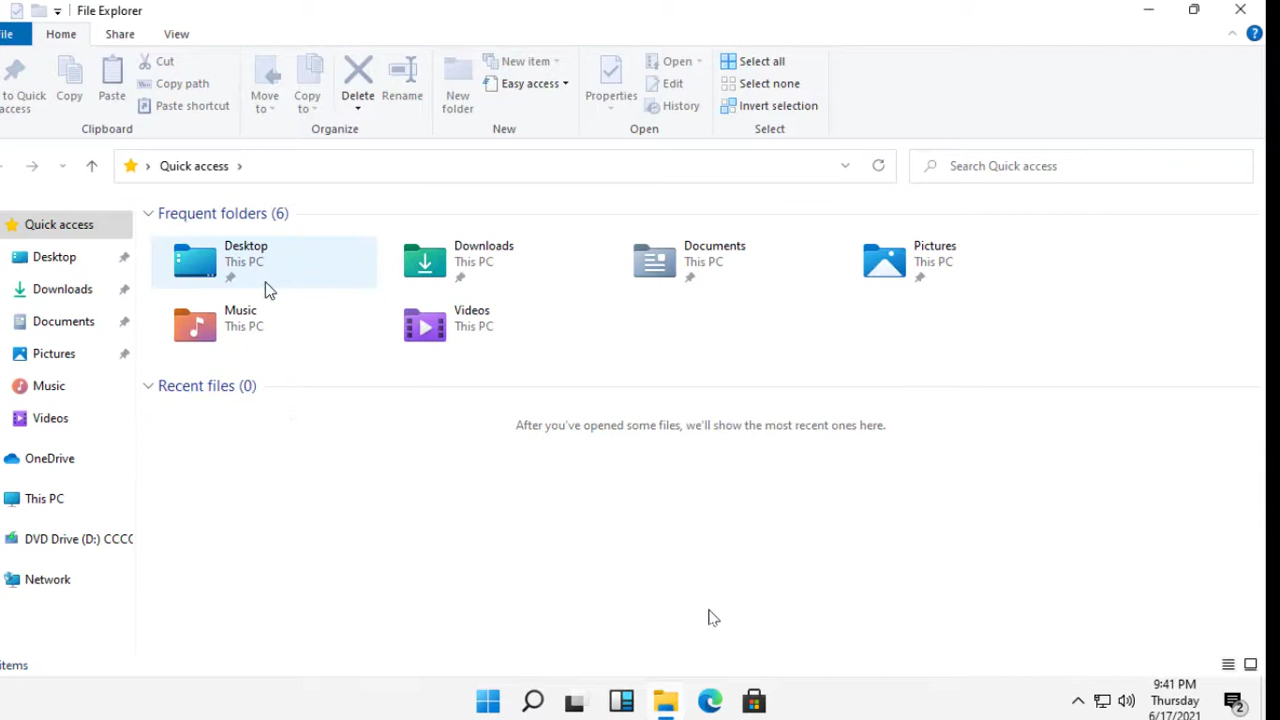 File Explorer
ile
Home
Share
View
to Quick
access
Copy
Paste
Cut
Copy path
Paste shortcut
Clipboard
Move
to
Copy
to
Delete
Rename
Organize
New
folder
New item
Easy access
New
Properties
Open
Edit
History
Open
Select all
Select none
Invert selection
Select
Quick access
Search Quick access
Quick access
Desktop
Downloads
Documents
Pictures
Music
Videos
OneDrive
This PC
DVD Drive (D:) CCCC
Network
Frequent folders (6)
Desktop
This PC
Downloads
This PC
Documents
This PC
Pictures
This PC
Music
This PC
Videos
This PC
Recent files (0)
After you've opened some files, we'll show the most recent ones here.
items
9:41 PM
Thursday
6/17/2021
2